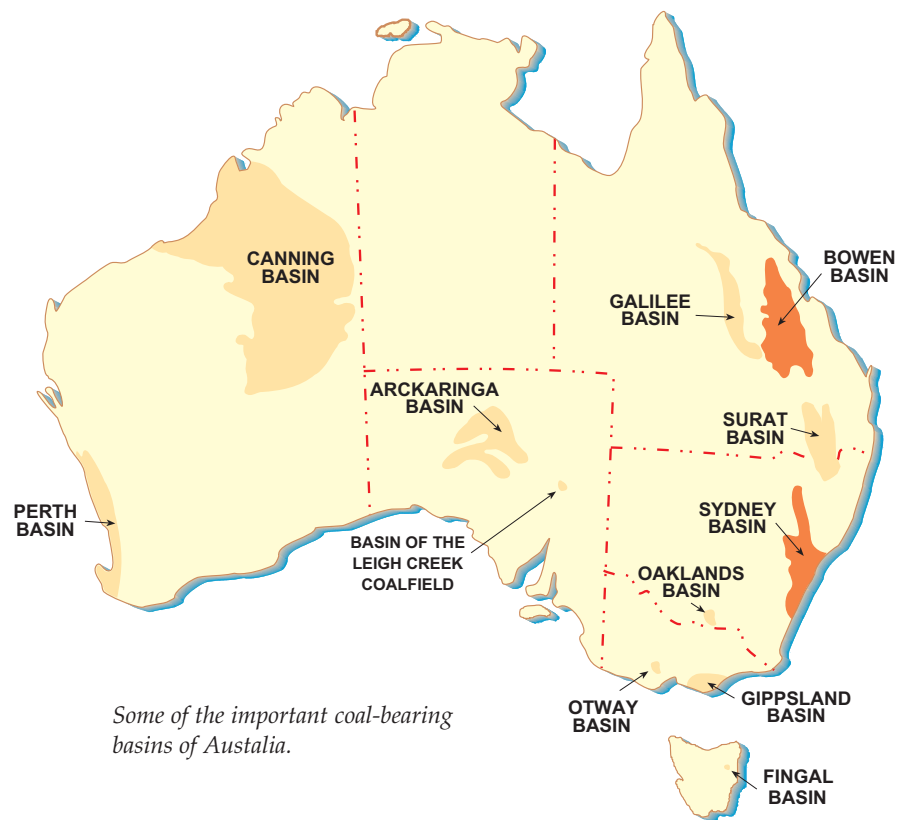 CANNING
BASIN
BOWEN
BASIN
GALILEE
BASIN
ARCKARINGA
BASIN
SURAT
BASIN
PERTH
BASIN
SYDNEY
BASIN
BASIN OF THE
LEIGH CREEK
COALFIELD
OAKLANDS
BASIN
OTWAY
BASIN
GIPPSLAND
BASIN
Some of the important coal-bearing
basins of Austalia.
FINGAL
BASIN